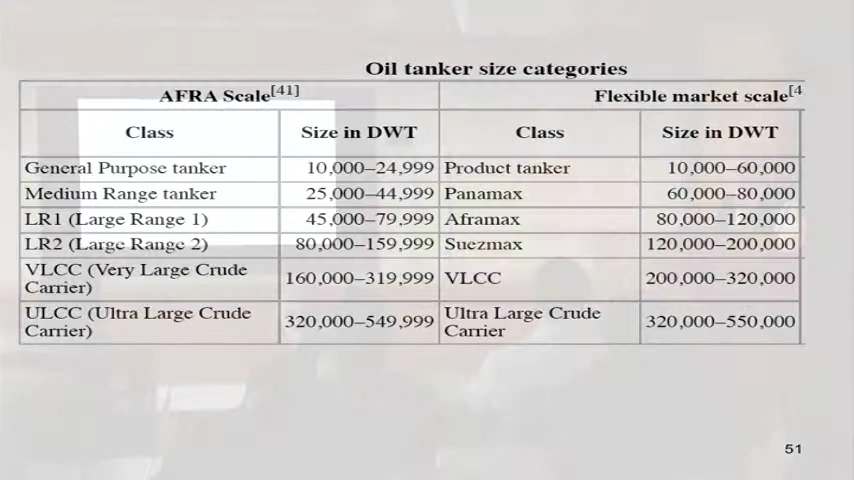 Oil tanker size categories
AFRA Scale[41] Flexible market scale[4
Class Size in DWT Class Size in DWT
General Purpose tanker 10,000–24,999 Product tanker 10,000–60,000
Medium Range tanker 25,000–44,999 Panamax 60,000–80,000
LR1 (Large Range 1) 45,000–79,999 Aframax 80,000–120,000
LR2 (Large Range 2) 80,000–159,999 Suezmax 120,000–200,000
VLCC (Very Large Crude
Carrier) 160,000–319,999 VLCC 200,000–320,000
ULCC (Ultra Large Crude
Carrier) 320,000–549,999 Ultra Large Crude
Carrier 320,000–550,000
51